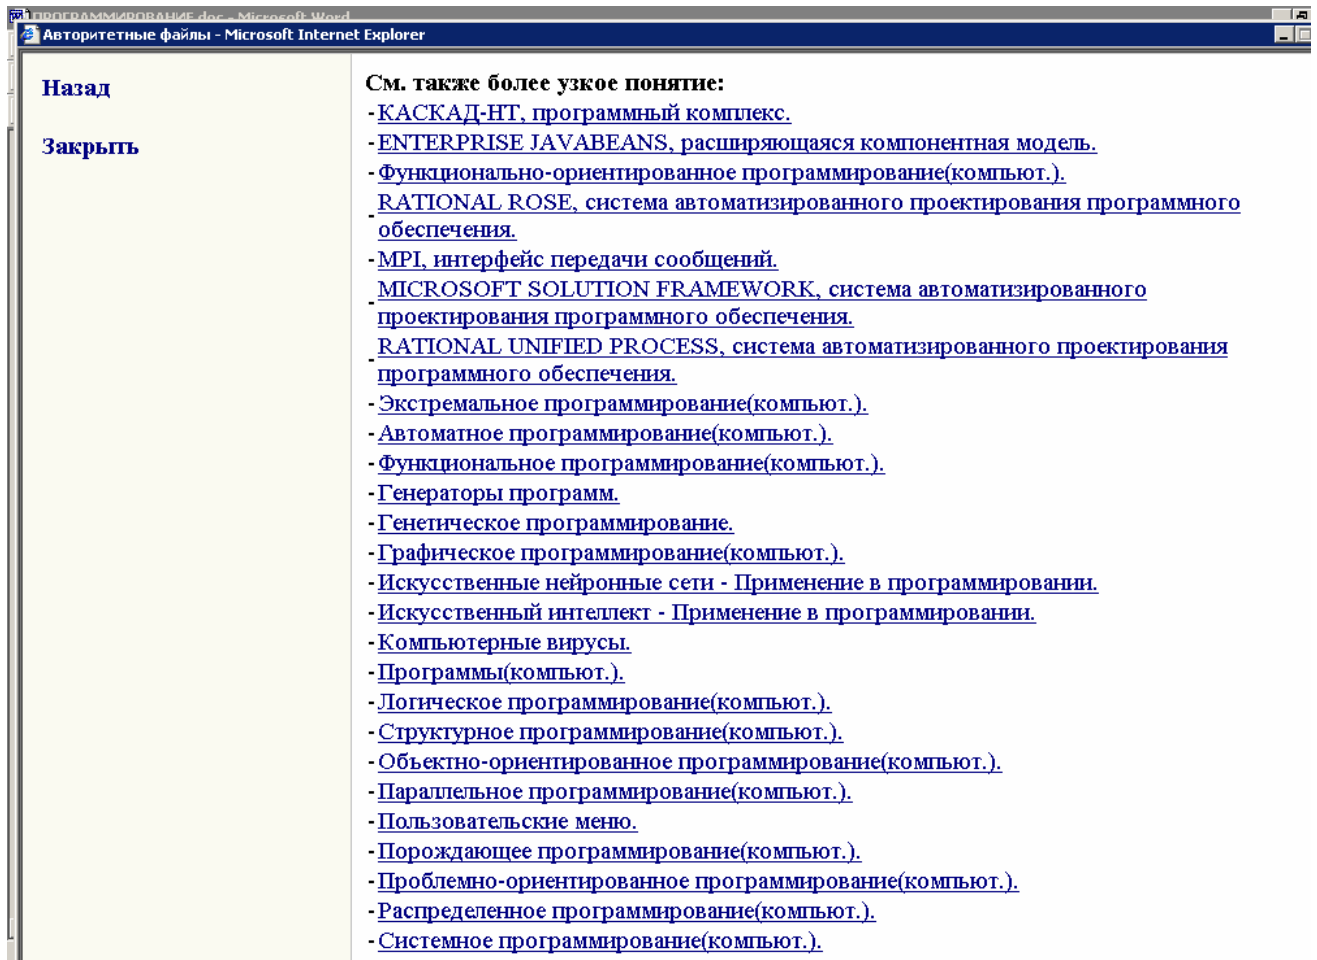 ПРОГРАММИРОВАНИЕ.doc - Microsoft Word
Авторитетные файлы - Microsoft Internet Explorer
Назад
Закрыть
См. также более узкое понятие:
-КАСКАД-НТ, программный комплекс.
-ENTERPRISE JAVABEANS, расширяющаяся компонентная модель.
-Функционально-ориентированное программирование(компьют.).
-RATIONAL ROSE, система автоматизированного проектирования программного
обеспечения.
-MPI, интерфейс передачи сообщений.
-MICROSOFT SOLUTION FRAMEWORK, система автоматизированного
проектирования программного обеспечения.
-RATIONAL UNIFIED PROCESS, система автоматизированного проектирования
программного обеспечения.
-Экстремальное программирование(компьют.).
-Автоматное программирование(компьют.).
-Функциональное программирование(компьют.).
-Генераторы программ.
-Генетическое программирование.
-Графическое программирование(компьют.).
-Искусственные нейронные сети - Применение в программировании.
-Искусственный интеллект - Применение в программировании.
-Компьютерные вирусы.
-Программы(компьют.).
-Логическое программирование(компьют.).
-Структурное программирование(компьют.).
-Объектно-ориентированное программирование(компьют.).
-Параллельное программирование(компьют.).
-Пользовательские меню.
-Порождающее программирование(компьют.).
-Проблемно-ориентированное программирование(компьют.).
-Распределенное программирование(компьют.).
-Системное программирование(компьют.).